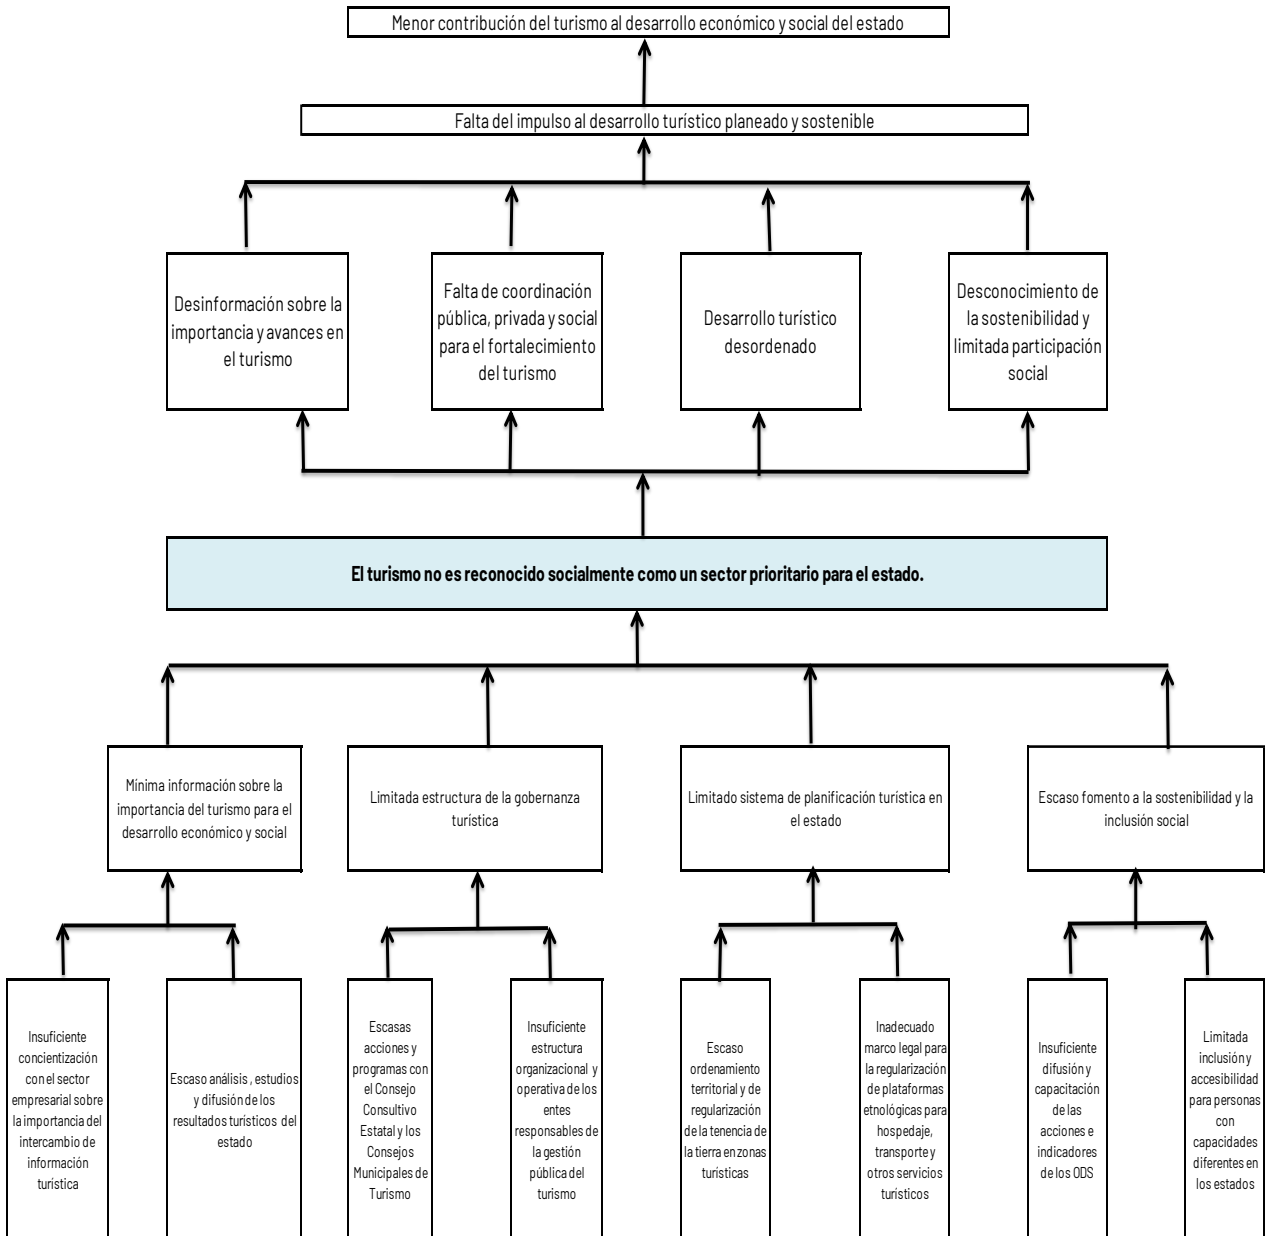 Menor contribución del turismo al desarrollo económico y social del estado
Falta del impulso al desarrollo turístico planeado y sostenible
Desinformación sobre la
importancia y avances en
el turismo
Falta de coordinación
pública, privada y social
para el fortalecimiento
del turismo
Desarrollo turístico
desordenado
Desconocimiento de
la sostenibilidad y
limitada participación
social
El turismo no es reconocido socialmente como un sector prioritario para el estado.
Mínima información sobre la
importancia del turismo para el
desarrollo económico y social
Limitada estructura de la gobernanza
turística
Limitado sistema de planificación turística en
el estado
Escaso fomento a la sostenibilidad y la
inclusión social
Insuficiente
concientización
con el sector
empresarial sobre
la importancia del
intercambio de
información
turística
Escaso análisis , estudios
y difusión de los
resultados turísticos del
estado
Escasas
acciones y
programas con
el Consejo
Consultivo
Estatal y los
Consejos
Municipales de
Turismo
Insuficiente
estructura
organizacional y
operativa de los
entes
responsables de
la gestión
pública del
turismo
Escaso
ordenamiento
territorial y de
regularización
de la tenencia de
la tierra en zonas
turísticas
Inadecuado
marco legal para
la regularización
de plataformas
etnológicas para
hospedaje,
transporte y
otros servicios
turísticos
Insuficiente
difusión y
capacitación
de las
acciones e
indicadores
de los ODS
Limitada
inclusión y
accesibilidad
para personas
con
capacidades
diferentes en
los estados